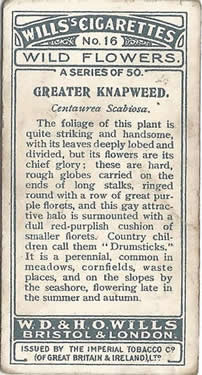 WILLS'S CIGARETTES
No. 16
WILD FLOWERS.
A SERIES OF 50.
GREATER KNAPWEED.
Centaurea Scabiosa.
The foliage of this plant is
quite striking and handsome,
with its leaves deeply lobed and
divided, but its flowers are its
chief glory; these are hard,
rough globes carried on the
ends of long stalks, ringed
round with a row of great pur-
ple florets, and this gay attract-
ive halo is surmounted with a
dull red-purplish cushion of
smaller florets. Country chil-
dren call them "Drumsticks."
It is a perennial, common in
meadows, cornfields, waste
places, and on the slopes by
the seashore, flowering late in
the summer and autumn.
W. D. & H. O. WILLS
BRISTOL & LONDON.
ISSUED BY THE IMPERIAL TOBACCO CO
(OF GREAT BRITAIN & IRELAND), LTD